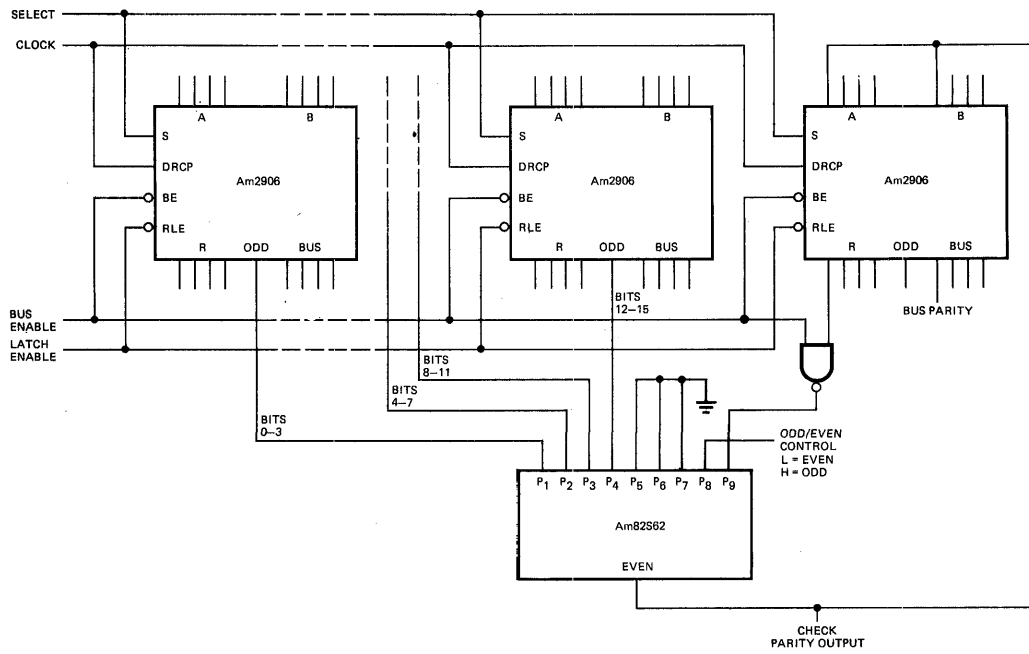 SELECT
CLOCK
A
B
S
DRCP
Am2906
BE
RLE
R
ODD
BUS
A
B
S
DRCP
Am2906
BE
RLE
R
ODD
BUS
A
B
S
DRCP
Am2906
BE
RLE
R
ODD
BUS
BUS PARITY
BUS
ENABLE
LATCH
ENABLE
BITS
12–15
BITS
8–11
BITS
4–7
BITS
0–3
ODD/EVEN
CONTROL
L = EVEN
H = ODD
P1 P2 P3 P4 P5 P6 P7 P8 P9
Am82S62
EVEN
CHECK
PARITY OUTPUT